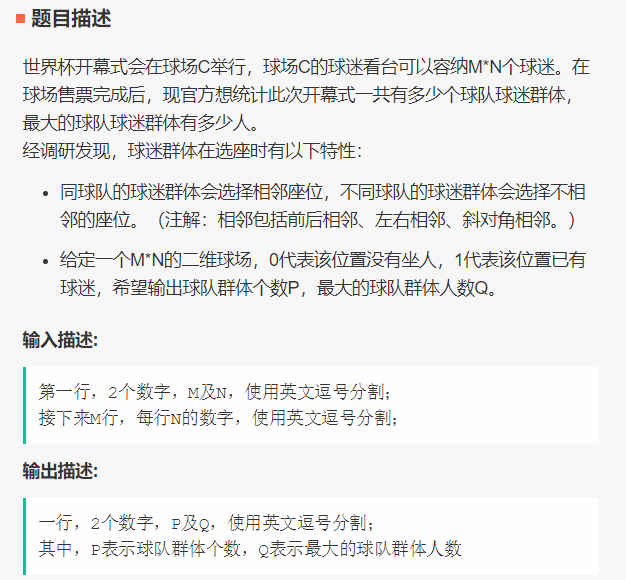 题目描述
世界杯开幕式会在球场C举行，球场C的球迷看台可以容纳M*N个球迷。在
球场售票完成后，现官方想统计此次开幕式一共有多少个球队球迷群体，
最大的球队球迷群体有多少人。
经调研发现，球迷群体在选座时有以下特性：
同球队的球迷群体会选择相邻座位，不同球队的球迷群体会选择不相
邻的座位。（注解：相邻包括前后相邻、左右相邻、斜对角相邻。）
给定一个M*N的二维球场，0代表该位置没有坐人，1代表该位置已有
球迷，希望输出球队群体个数P，最大的球队群体人数Q。
输入描述:
第一行，2个数字，M及N，使用英文逗号分割；
接下来M行，每行N的数字，使用英文逗号分割；
输出描述:
一行，2个数字，P及Q，使用英文逗号分割；
其中，P表示球队群体个数，Q表示最大的球队群体人数